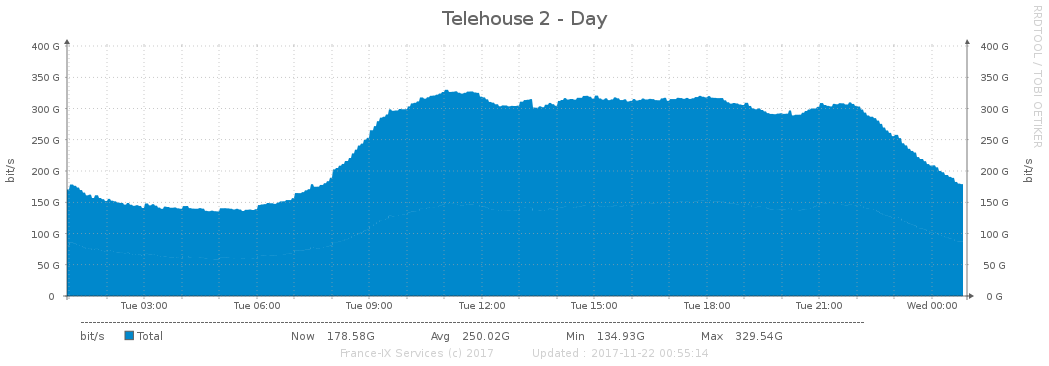 Telehouse 2 - Day
RRDTOOL / TOBI OETIKER
bit/s
400 G 400 G
350 G 350 G
300 G 300 G
250 G 250 G
200 G 200 G
150 G 150 G
100 G 100 G
50 G 50 G
0 0 G
bit/s
Tue 03:00 Tue 06:00 Tue 09:00 Tue 12:00 Tue 15:00 Tue 18:00 Tue 21:00 Wed 00:00
bit/s Total Now 178.58G Avg 250.02G Min 134.93G Max 329.54G
France-IX Services (c) 2017 Updated : 2017-11-22 00:55:14